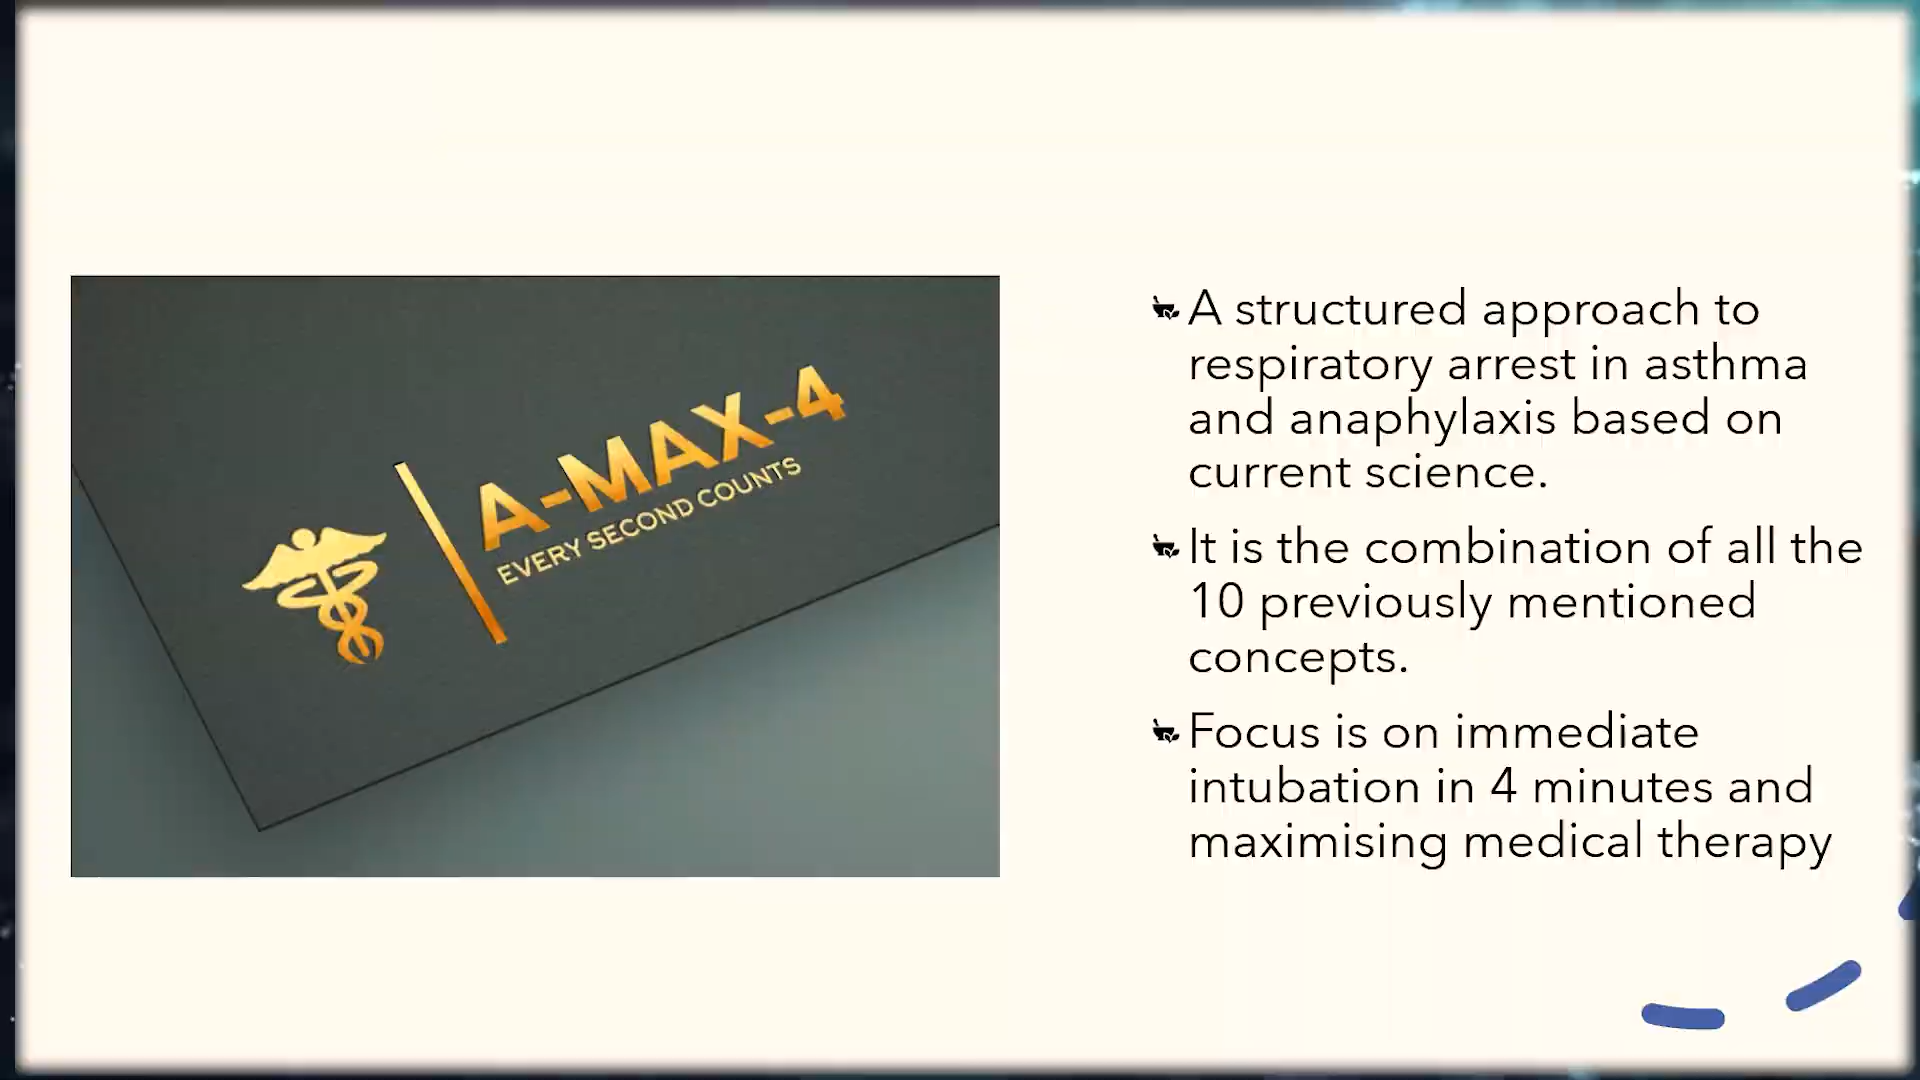 A-MAX-4
EVERY SECOND COUNTS
A structured approach to
respiratory arrest in asthma
and anaphylaxis based on
current science.
It is the combination of all the
10 previously mentioned
concepts.
Focus is on immediate
intubation in 4 minutes and
maximising medical therapy